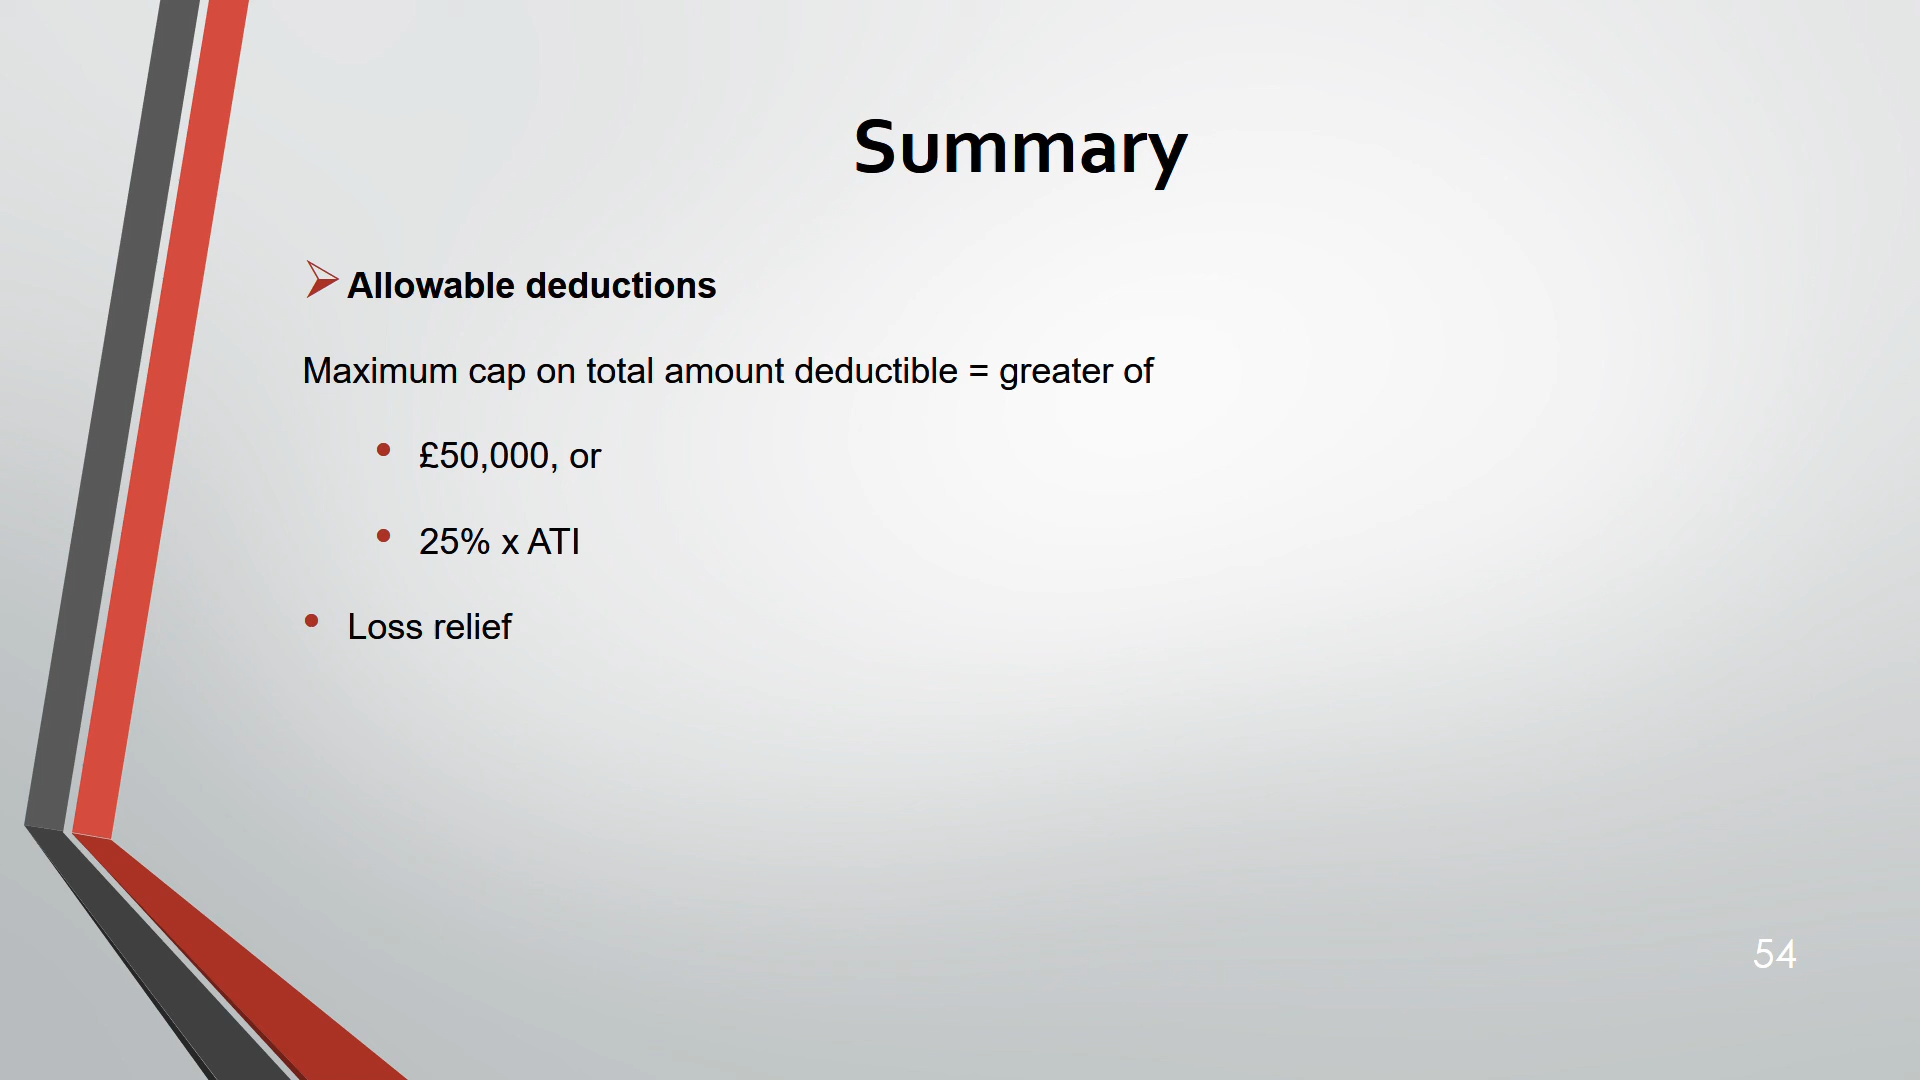 Summary
Allowable deductions
Maximum cap on total amount deductible = greater of
£50,000, or
25% x ATI
Loss relief
54